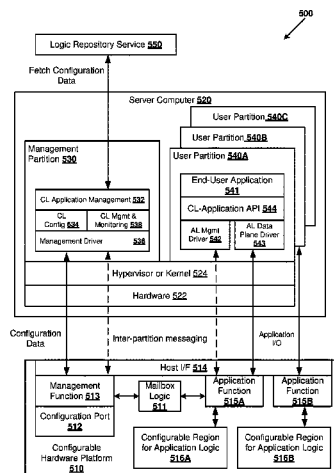 500
Logic Repository Service 550
Fetch Configuration
Data
Server Computer 520
User Partition 540C
User Partition 540B
Management
Partition 530
User Partition 540A
End-User Application
541
CL Application Management 532
CL-Application API 544
CL
Config 534
CL Mgmt &
Monitoring 538
AL Mgmt
Driver 542
AL Data
Plane Driver
543
Management Driver
536
Hypervisor or Kernel 524
Hardware 522
Configuration
Data
Inter-partition messaging
Application
I/O
Host I/F 514
Management
Function 513
Mailbox
Logic
511
Application
Function
515A
Application
Function
515B
Configuration Port
512
Configurable
Hardware Platform
510
Configurable Region
for Application Logic
516A
Configurable Region
for Application Logic
516B